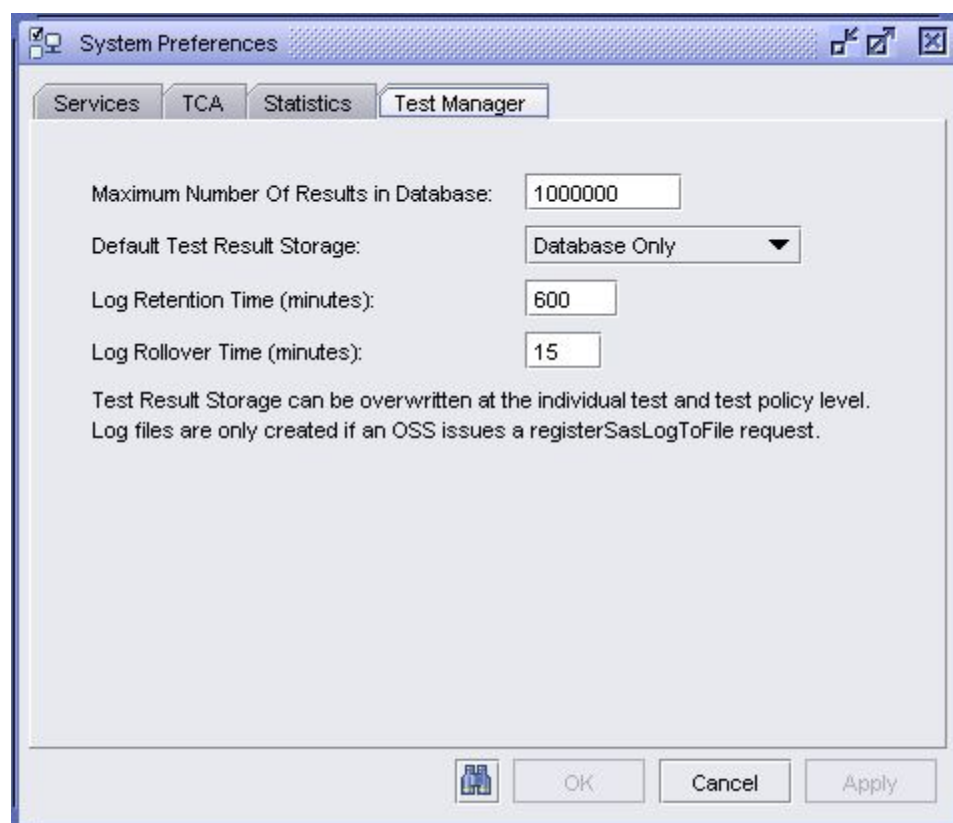 System Preferences
Services TCA Statistics Test Manager
Maximum Number Of Results in Database: 1000000
Default Test Result Storage: Database Only
Log Retention Time (minutes): 600
Log Rollover Time (minutes): 15
Test Result Storage can be overwritten at the individual test and test policy level.
Log files are only created if an OSS issues a registerSasLogToFile request.
OK Cancel Apply